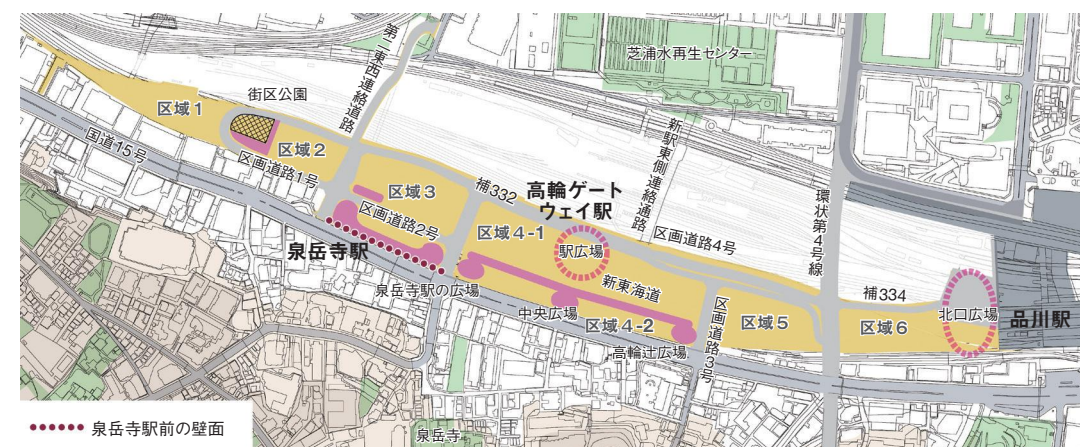 芝浦水再生センター
第二東西連絡道路
街区公園
区域1
区域2
国道15号
区画道路1号
新駅東側連絡通路
環状第4号線
補332
高輪ゲート
ウェイ駅
区域3
区画道路2号
区域4-1
駅広場
区画道路4号
泉岳寺駅
泉岳寺駅の広場
新東海道
中央広場
区域4-2
高輪辻広場
区画道路3号
区域5
補334
区域6
北口広場
品川駅
泉岳寺
泉岳寺駅前の壁面